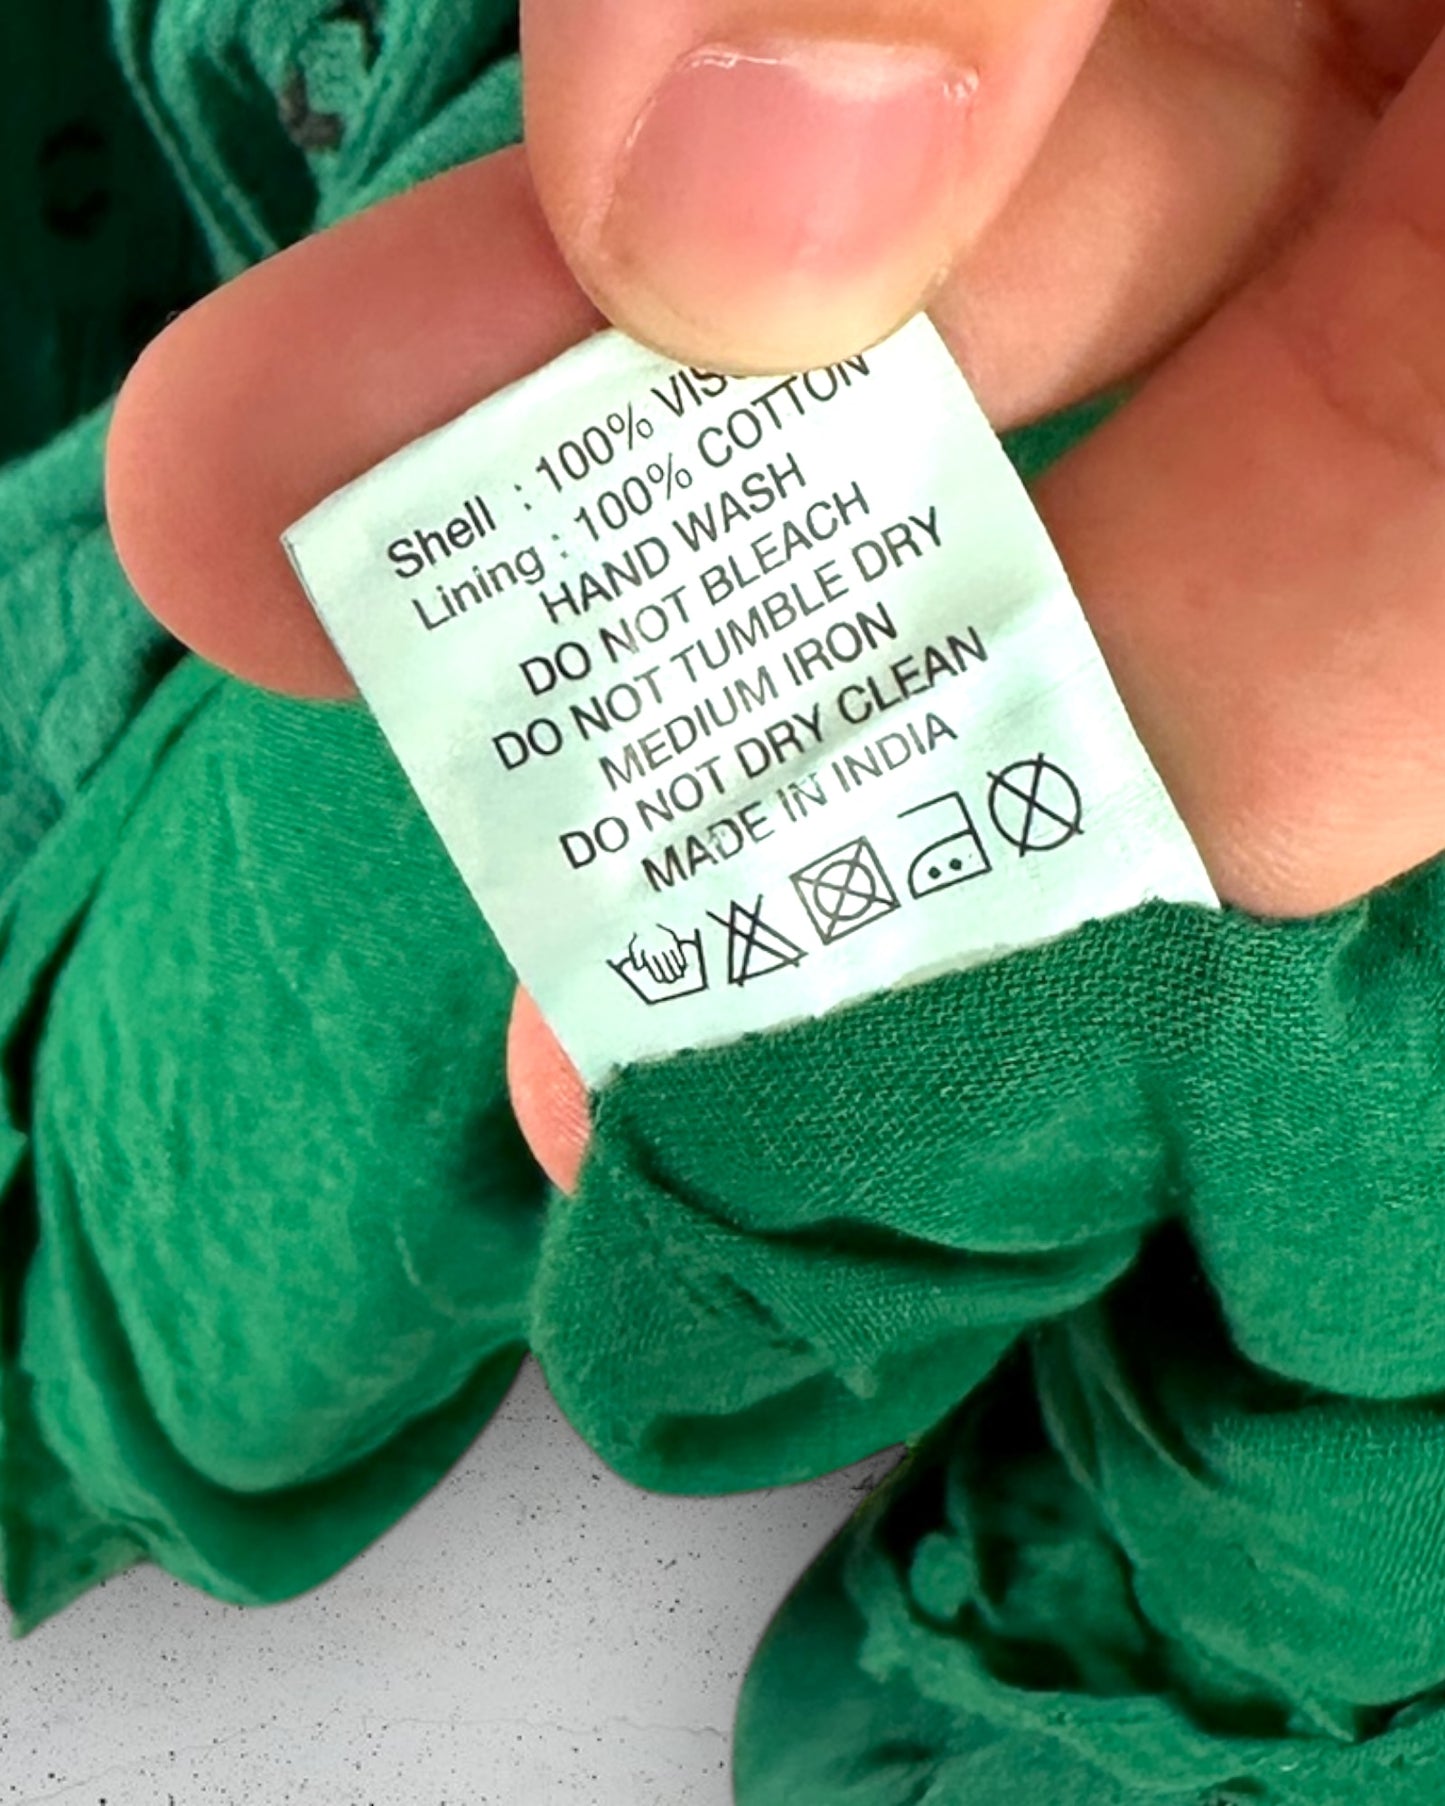 Shell : 100%
Lining : 100% COTTON
HAND WASH
DO NOT BLEACH
DO NOT TUMBLE DRY
MEDIUM IRON
DO NOT DRY CLEAN
MADE IN INDIA